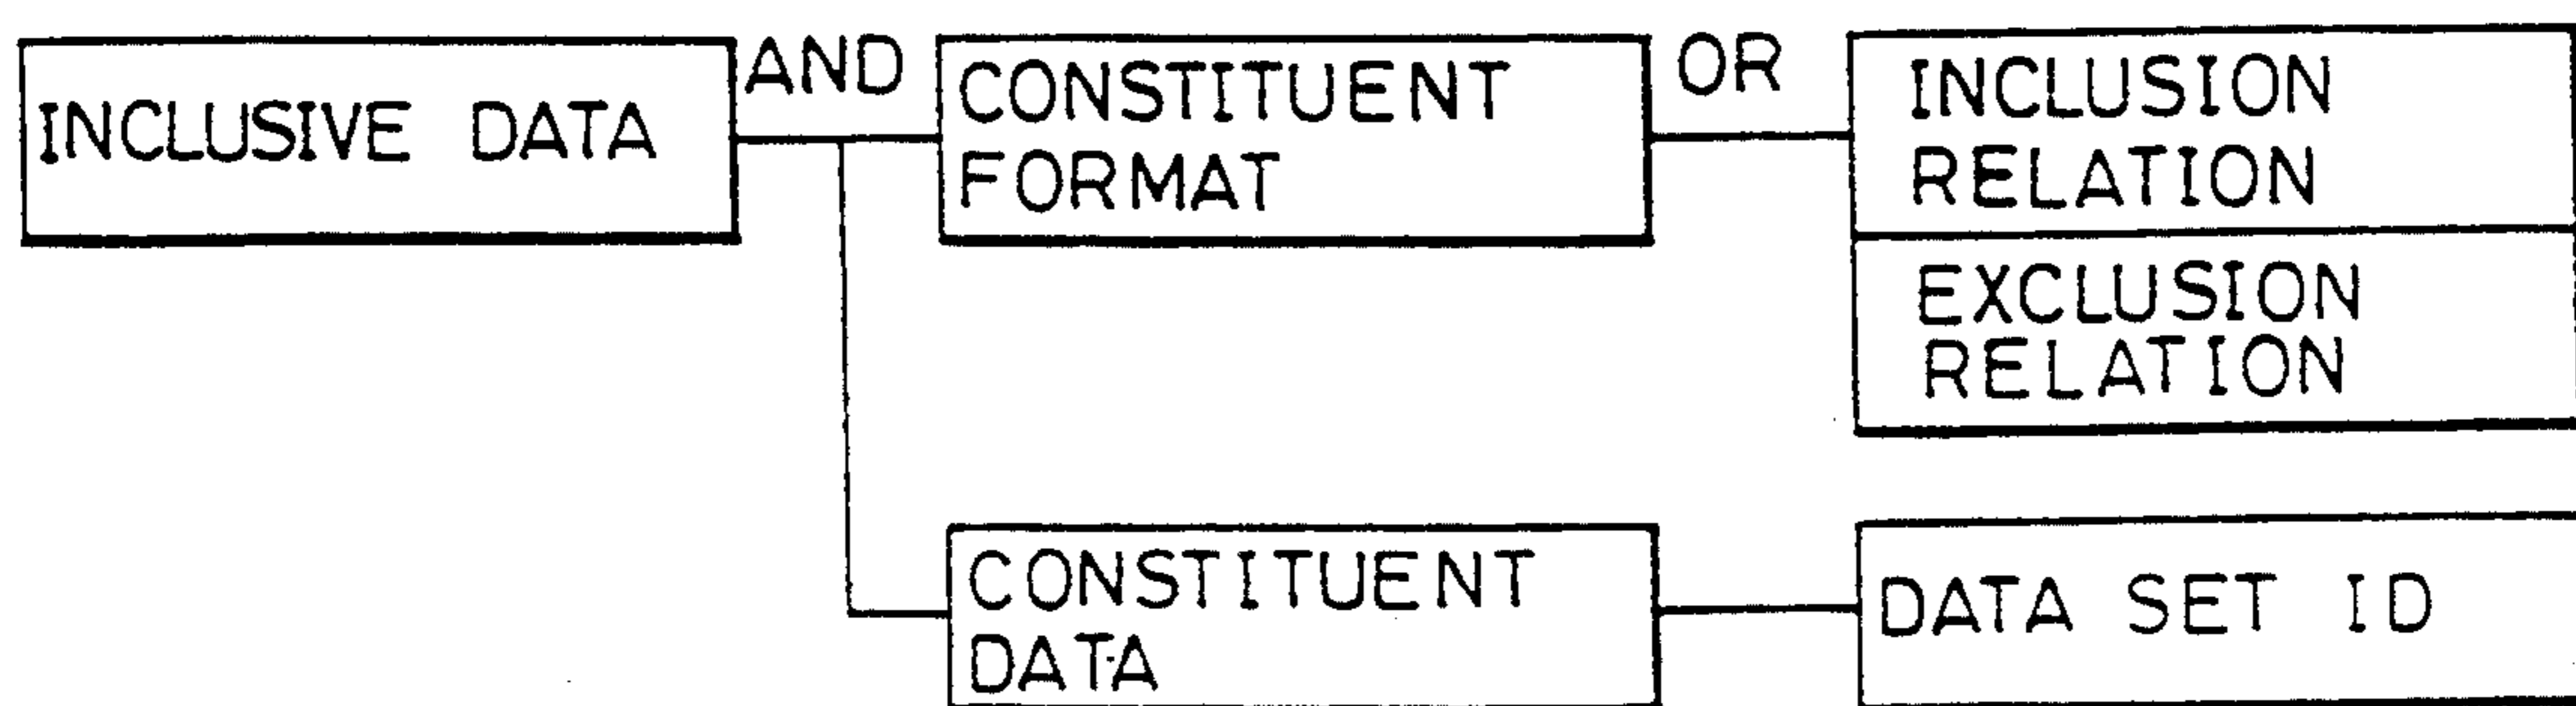 INCLUSIVE DATA
AND
CONSTITUENT
FORMAT
OR
INCLUSION
RELATION
EXCLUSION
RELATION
CONSTITUENT
DATA
DATA SET ID